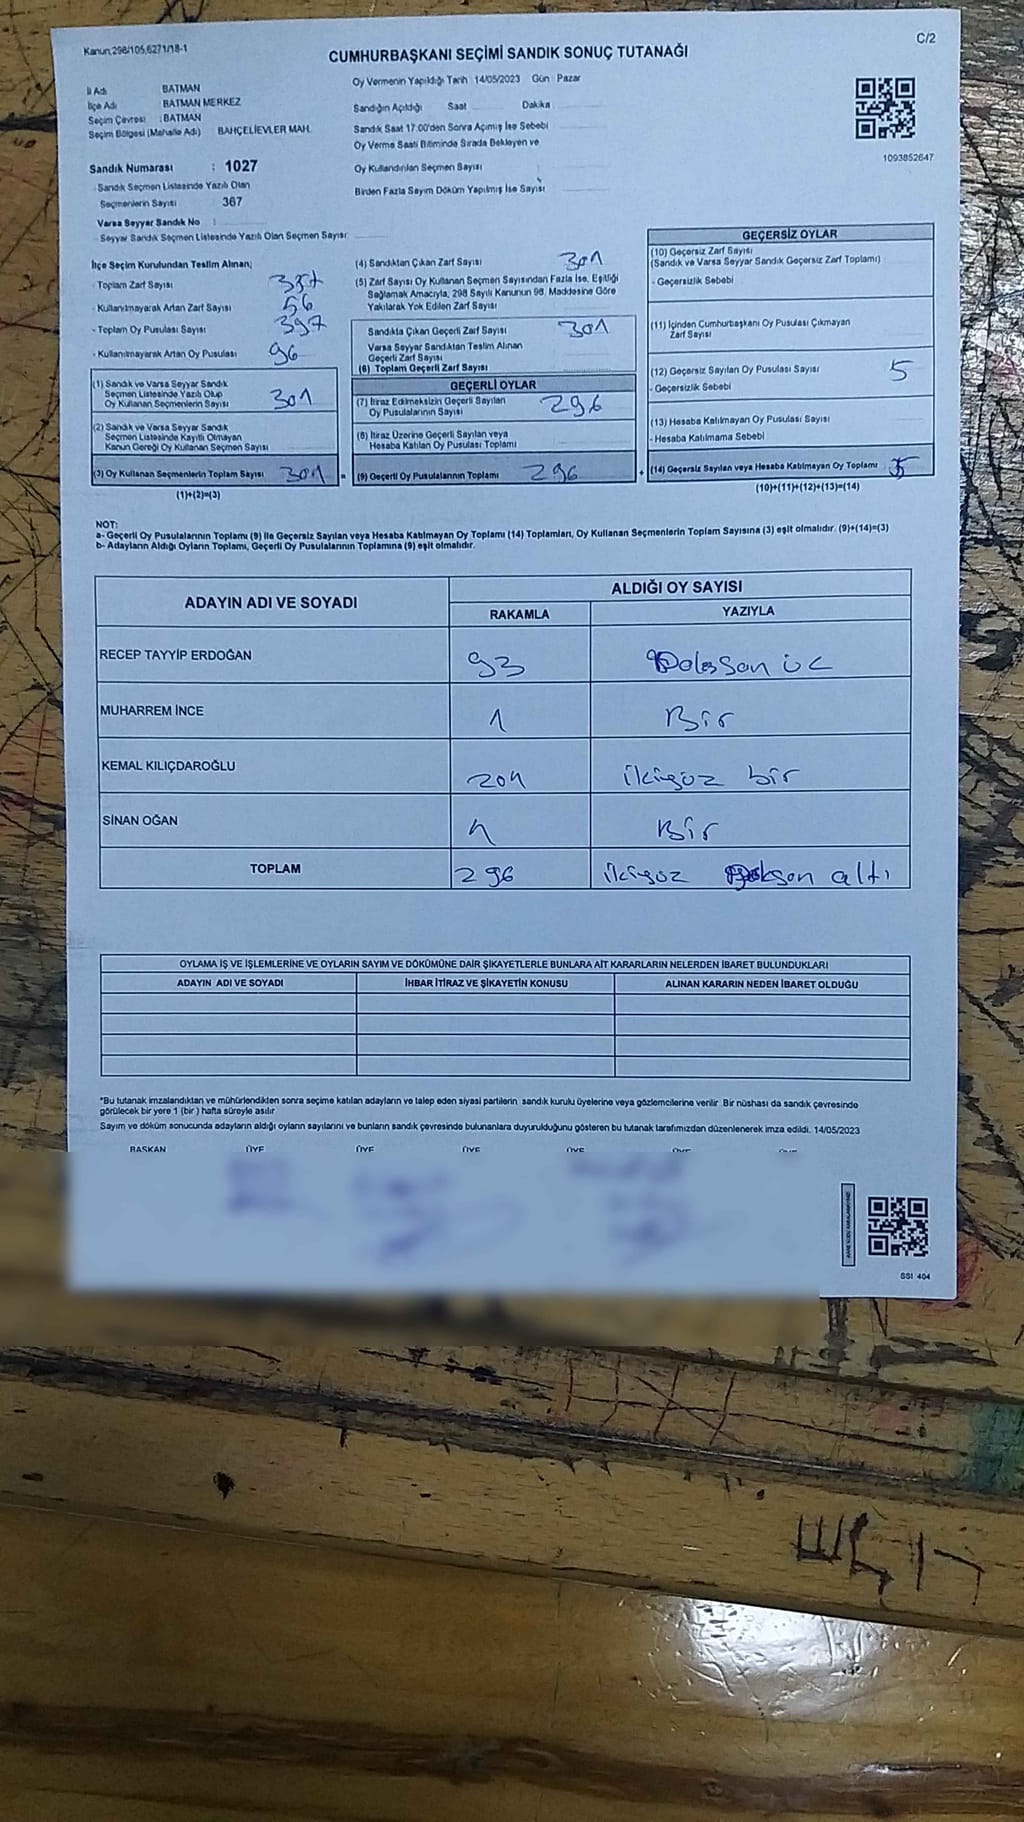 Kanun;298/105,6271/18-1
C/2
CUMHURBAŞKANI SEÇİMİ SANDIK SONUÇ TUTANAĞI
İl Adı BATMAN
İlçe Adı BATMAN MERKEZ
Seçim Çevresi : BATMAN
Seçim Bölgesi (Mahalle Adı) BAHÇELİEVLER MAH.
Oy Vermenin Yapıldığı Tarih 14/05/2023 Gün Pazar
Sandığın Açıldığı Saat Dakika
Sandık Saat 17:00'den Sonra Açılmış İse Sebebi
Oy Verme Saati Bitiminde Sırada Bekleyen ve
Oy Kullandırılan Seçmen Sayısı
Birden Fazla Sayım Döküm Yapılmış İse Sayısı
1093852647
Sandık Numarası : 1027
- Sandık Seçmen Listesinde Yazılı Olan
Seçmenlerin Sayısı 367
Varsa Seyyar Sandık No :
- Seyyar Sandık Seçmen Listesinde Yazılı Olan Seçmen Sayısı:
İlçe Seçim Kurulundan Teslim Alınan;
- Toplam Zarf Sayısı
- Kullanılmayarak Artan Zarf Sayısı 56
- Toplam Oy Pusulası Sayısı 397
- Kullanılmayarak Artan Oy Pusulası 96
(1) Sandık ve Varsa Seyyar Sandık
Seçmen Listesinde Yazılı Olup
Oy Kullanan Seçmenlerin Sayısı 301
(2) Sandık ve Varsa Seyyar Sandık
Seçmen Listesinde Kayıtlı Olmayan
Kanun Gereği Oy Kullanan Seçmen Sayısı
(3) Oy Kullanan Seçmenlerin Toplam Sayısı 301 =
(1)+(2)=(3)
(4) Sandıktan Çıkan Zarf Sayısı 301
(5) Zarf Sayısı Oy Kullanan Seçmen Sayısından Fazla İse, Eşitliği
Sağlamak Amacıyla, 298 Sayılı Kanunun 98. Maddesine Göre
Yakılarak Yok Edilen Zarf Sayısı
Sandıkta Çıkan Geçerli Zarf Sayısı 301
Varsa Seyyar Sandıktan Teslim Alınan
Geçerli Zarf Sayısı
(6) Toplam Geçerli Zarf Sayısı
GEÇERLİ OYLAR
(7) İtiraz Edilmeksizin Geçerli Sayılan
Oy Pusulalarının Sayısı 296
(8) İtiraz Üzerine Geçerli Sayılan veya
Hesaba Katılan Oy Pusulası Toplamı
(9) Geçerli Oy Pusulalarının Toplamı 296 +
GEÇERSİZ OYLAR
(10) Geçersiz Zarf Sayısı
(Sandık ve Varsa Seyyar Sandık Geçersiz Zarf Toplamı)
- Geçersizlik Sebebi
(11) İçinden Cumhurbaşkanı Oy Pusulası Çıkmayan
Zarf Sayısı
(12) Geçersiz Sayılan Oy Pusulası Sayısı 5
- Geçersizlik Sebebi
(13) Hesaba Katılmayan Oy Pusulası Sayısı
- Hesaba Katılmama Sebebi
(14) Geçersiz Sayılan veya Hesaba Katılmayan Oy Toplamı 5
(10)+(11)+(12)+(13)=(14)
NOT:
a- Geçerli Oy Pusulalarının Toplamı (9) ile Geçersiz Sayılan veya Hesaba Katılmayan Oy Toplamı (14) Toplamları, Oy Kullanan Seçmenlerin Toplam Sayısına (3) eşit olmalıdır. (9)+(14)=(3)
b- Adayların Aldığı Oyların Toplamı, Geçerli Oy Pusulalarının Toplamına (9) eşit olmalıdır.
ADAYIN ADI VE SOYADI
ALDIĞI OY SAYISI
RAKAMLA YAZIYLA
RECEP TAYYİP ERDOĞAN 93 Doksan üc
MUHARREM İNCE 1 Bir
KEMAL KILIÇDAROĞLU 201 ikiyüz bir
SİNAN OĞAN 1 Bir
TOPLAM 296 ikiyüz Doksan altı
OYLAMA İŞ VE İŞLEMLERİNE VE OYLARIN SAYIM VE DÖKÜMÜNE DAİR ŞİKAYETLERLE BUNLARA AİT KARARLARIN NELERDEN İBARET BULUNDUKLARI
ADAYIN ADI VE SOYADI İHBAR İTİRAZ VE ŞİKAYETİN KONUSU ALINAN KARARIN NEDEN İBARET OLDUĞU
*Bu tutanak imzalandıktan ve mühürlendikten sonra seçime katılan adayların ve talep eden siyasi partilerin sandık kurulu üyelerine veya gözlemcilerine verilir. Bir nüshası da sandık çevresinde
görülecek bir yere 1 (bir) hafta süreyle asılır
Sayım ve döküm sonucunda adayların aldığı oyların sayılarını ve bunların sandık çevresinde bulunanlara duyurulduğunu gösteren bu tutanak tarafımızdan düzenlenerek imza edildi. 14/05/2023
BAŞKAN ÜYE ÜYE ÜYE ÜYE ÜYE
SSI 404